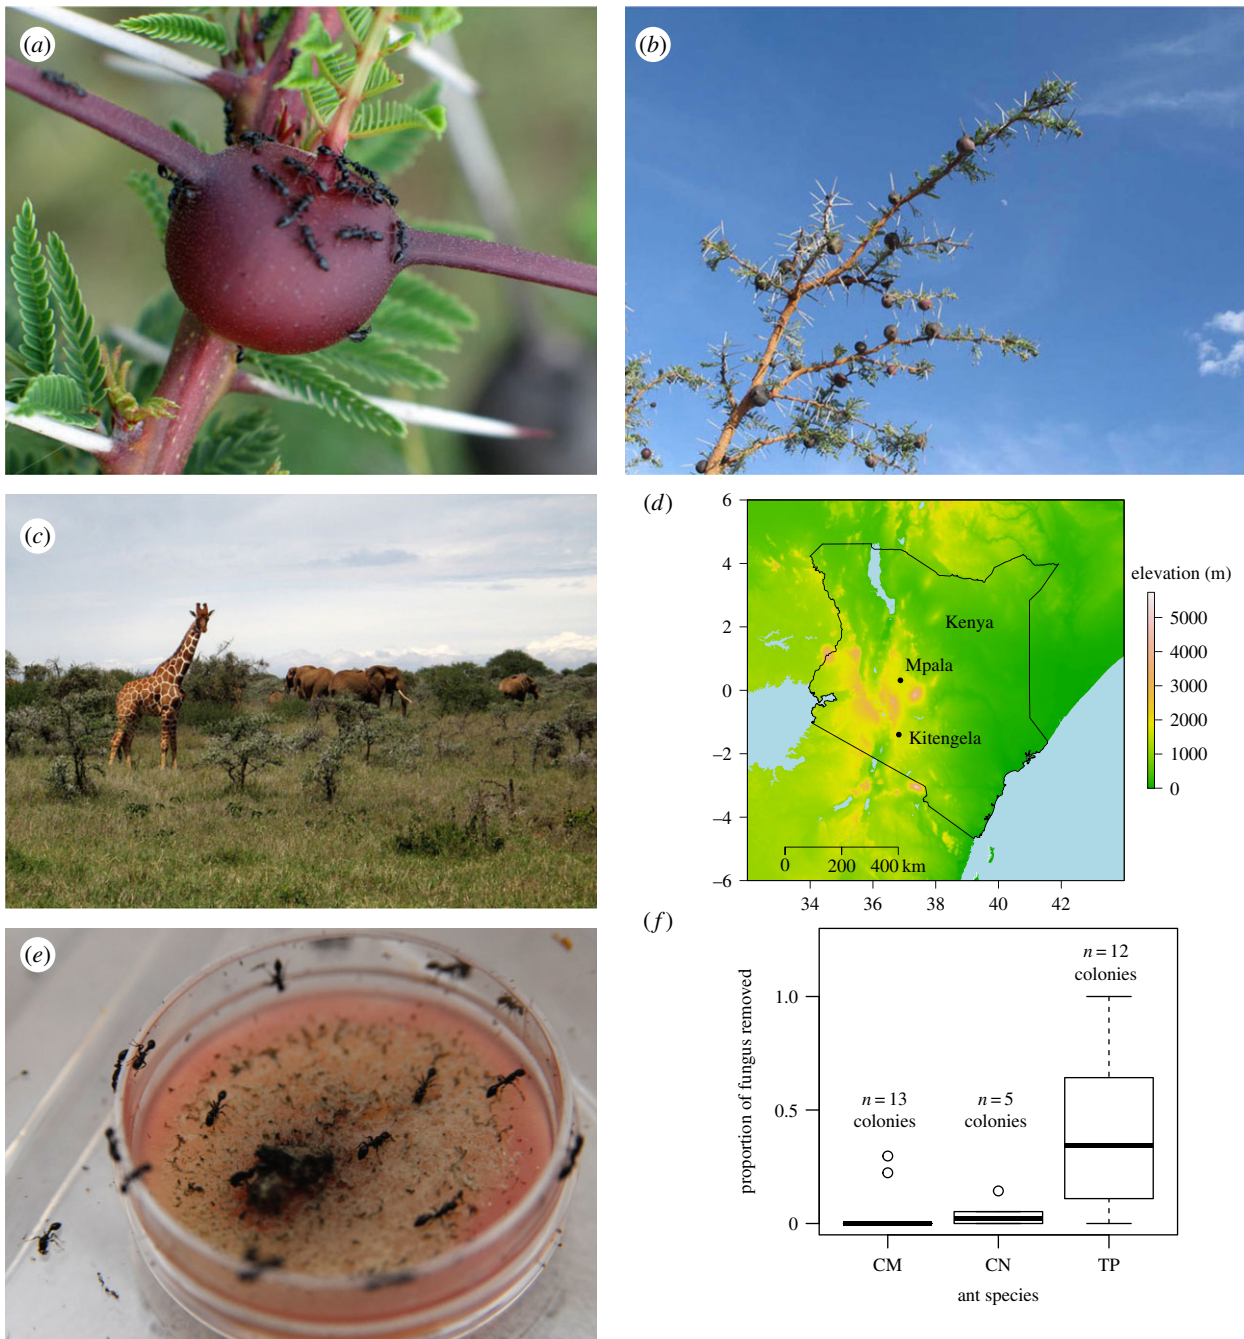 (a)
(b)
(c)
(d)
6
4
2
0
–2
–4
–6
34 36 38 40 42
Kenya
Mpala
Kitengela
0 200 400 km
elevation (m)
5000
4000
3000
2000
1000
0
(e)
(f)
proportion of fungus removed
1.0
0.5
0
n = 13
colonies
n = 5
colonies
n = 12
colonies
CM CN TP
ant species